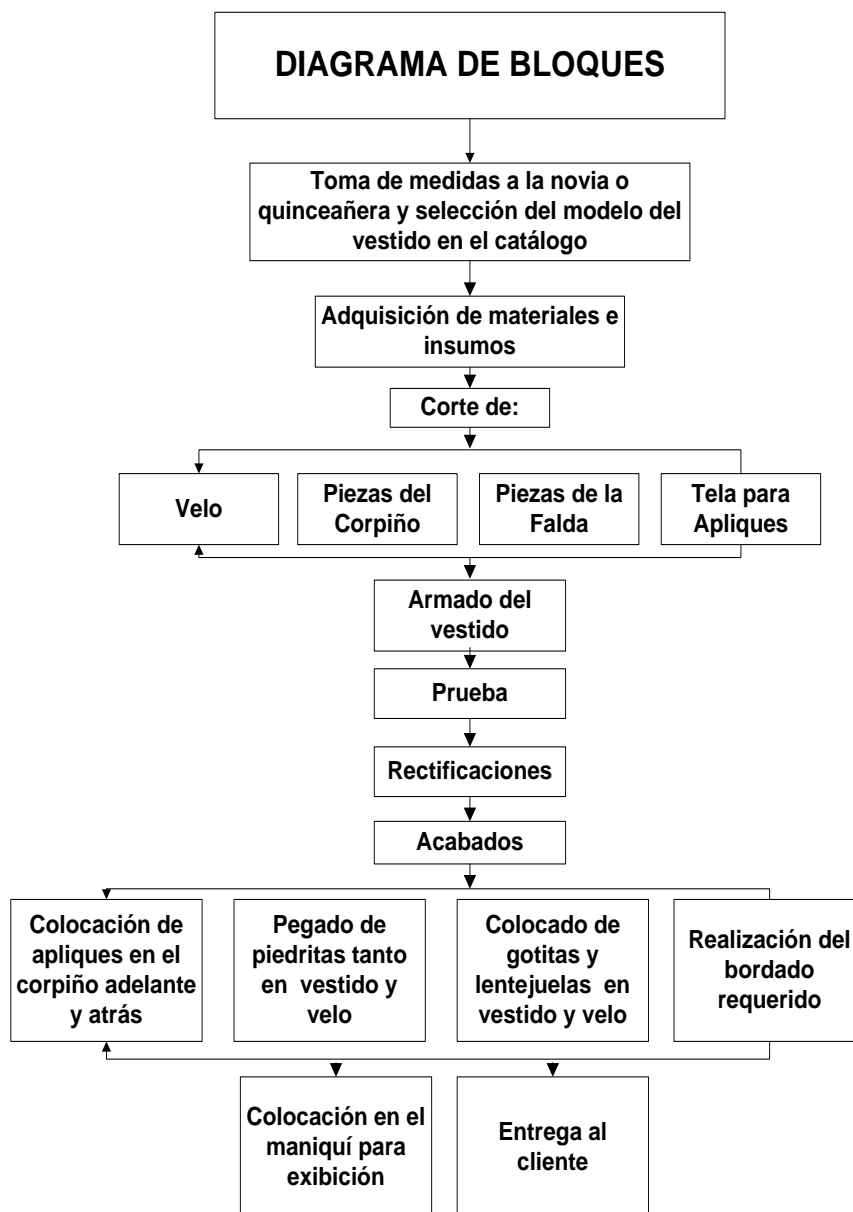 DIAGRAMA DE BLOQUES
Toma de medidas a la novia o
quinceañera y selección del modelo del
vestido en el catálogo
Adquisición de materiales e
insumos
Corte de:
Velo
Piezas del
Corpiño
Piezas de la
Falda
Tela para
Apliques
Armado del
vestido
Prueba
Rectificaciones
Acabados
Colocación de
apliques en el
corpiño adelante
y atrás
Pegado de
piedritas tanto
en vestido y
velo
Colocado de
gotitas y
lentejuelas en
vestido y velo
Realización del
bordado
requerido
Colocación en el
maniquí para
exibición
Entrega al
cliente